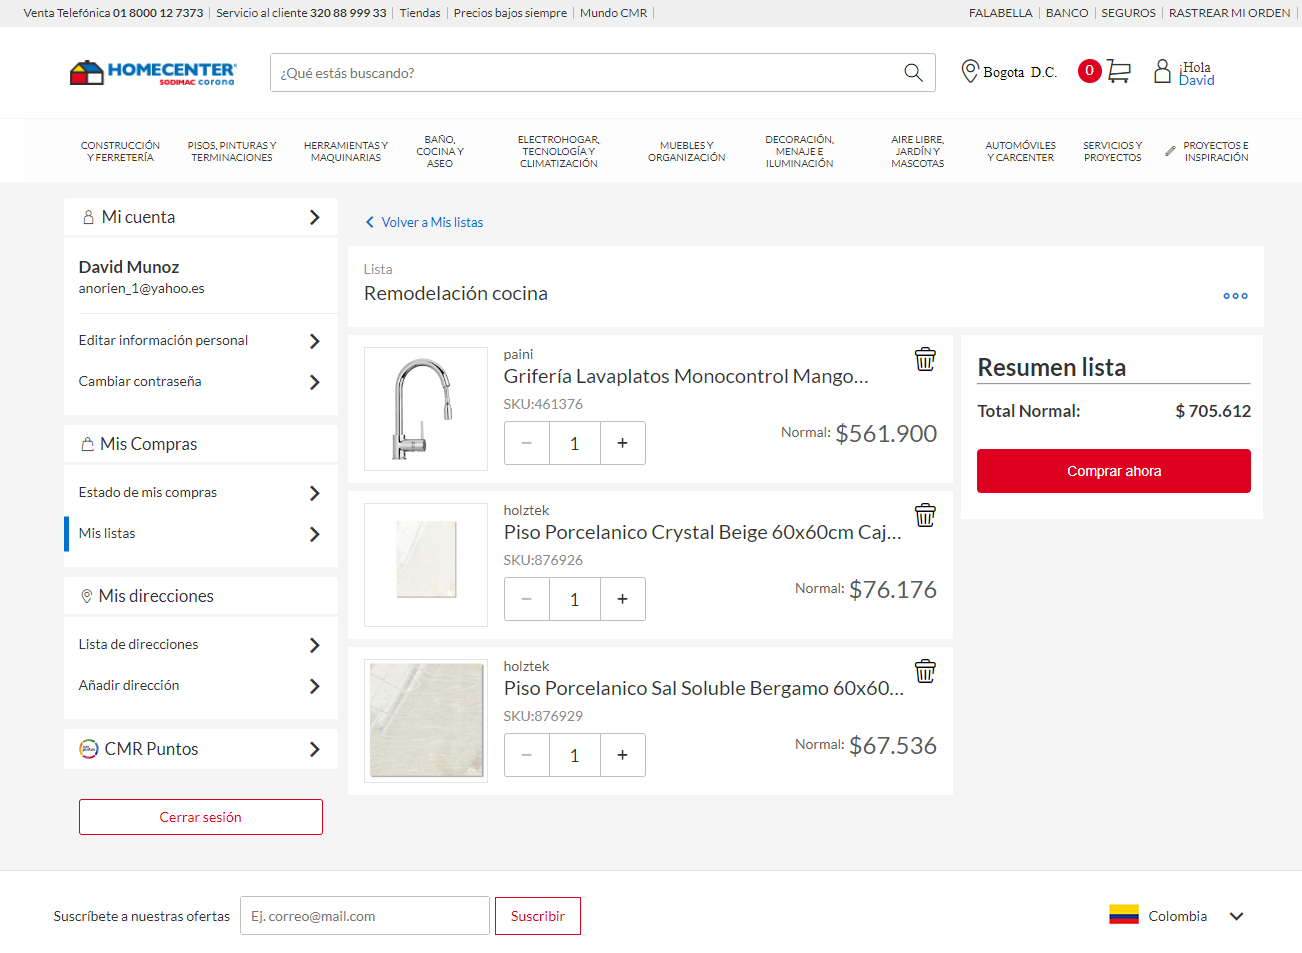 Venta Telefónica 01 8000 12 7373 | Servicio al cliente 320 88 999 33 | Tiendas | Precios bajos siempre | Mundo CMR |
FALABELLA | BANCO | SEGUROS | RASTREAR MI ORDEN |
HOMECENTER
SODIMAC corona
¿Qué estás buscando?
Bogota D.C.
0
¡Hola
David
CONSTRUCCIÓN
Y FERRETERÍA
PISOS, PINTURAS Y
TERMINACIONES
HERRAMIENTAS Y
MAQUINARIAS
BAÑO,
COCINA Y
ASEO
ELECTROHOGAR,
TECNOLOGÍA Y
CLIMATIZACIÓN
MUEBLES Y
ORGANIZACIÓN
DECORACIÓN,
MENAJE E
ILUMINACIÓN
AIRE LIBRE,
JARDÍN Y
MASCOTAS
AUTOMÓVILES
Y CARCENTER
SERVICIOS Y
PROYECTOS
PROYECTOS E
INSPIRACIÓN
Mi cuenta
David Munoz
anorien_1@yahoo.es
Editar información personal
Cambiar contraseña
Mis Compras
Estado de mis compras
Mis listas
Mis direcciones
Lista de direcciones
Añadir dirección
CMR Puntos
Cerrar sesión
Volver a Mis listas
Lista
Remodelación cocina
paini
Grifería Lavaplatos Monocontrol Mango...
SKU:461376
− 1 +
Normal: $561.900
holztek
Piso Porcelanico Crystal Beige 60x60cm Caj...
SKU:876926
− 1 +
Normal: $76.176
holztek
Piso Porcelanico Sal Soluble Bergamo 60x60...
SKU:876929
− 1 +
Normal: $67.536
Resumen lista
Total Normal: $ 705.612
Comprar ahora
Suscríbete a nuestras ofertas
Ej. correo@mail.com
Suscribir
Colombia